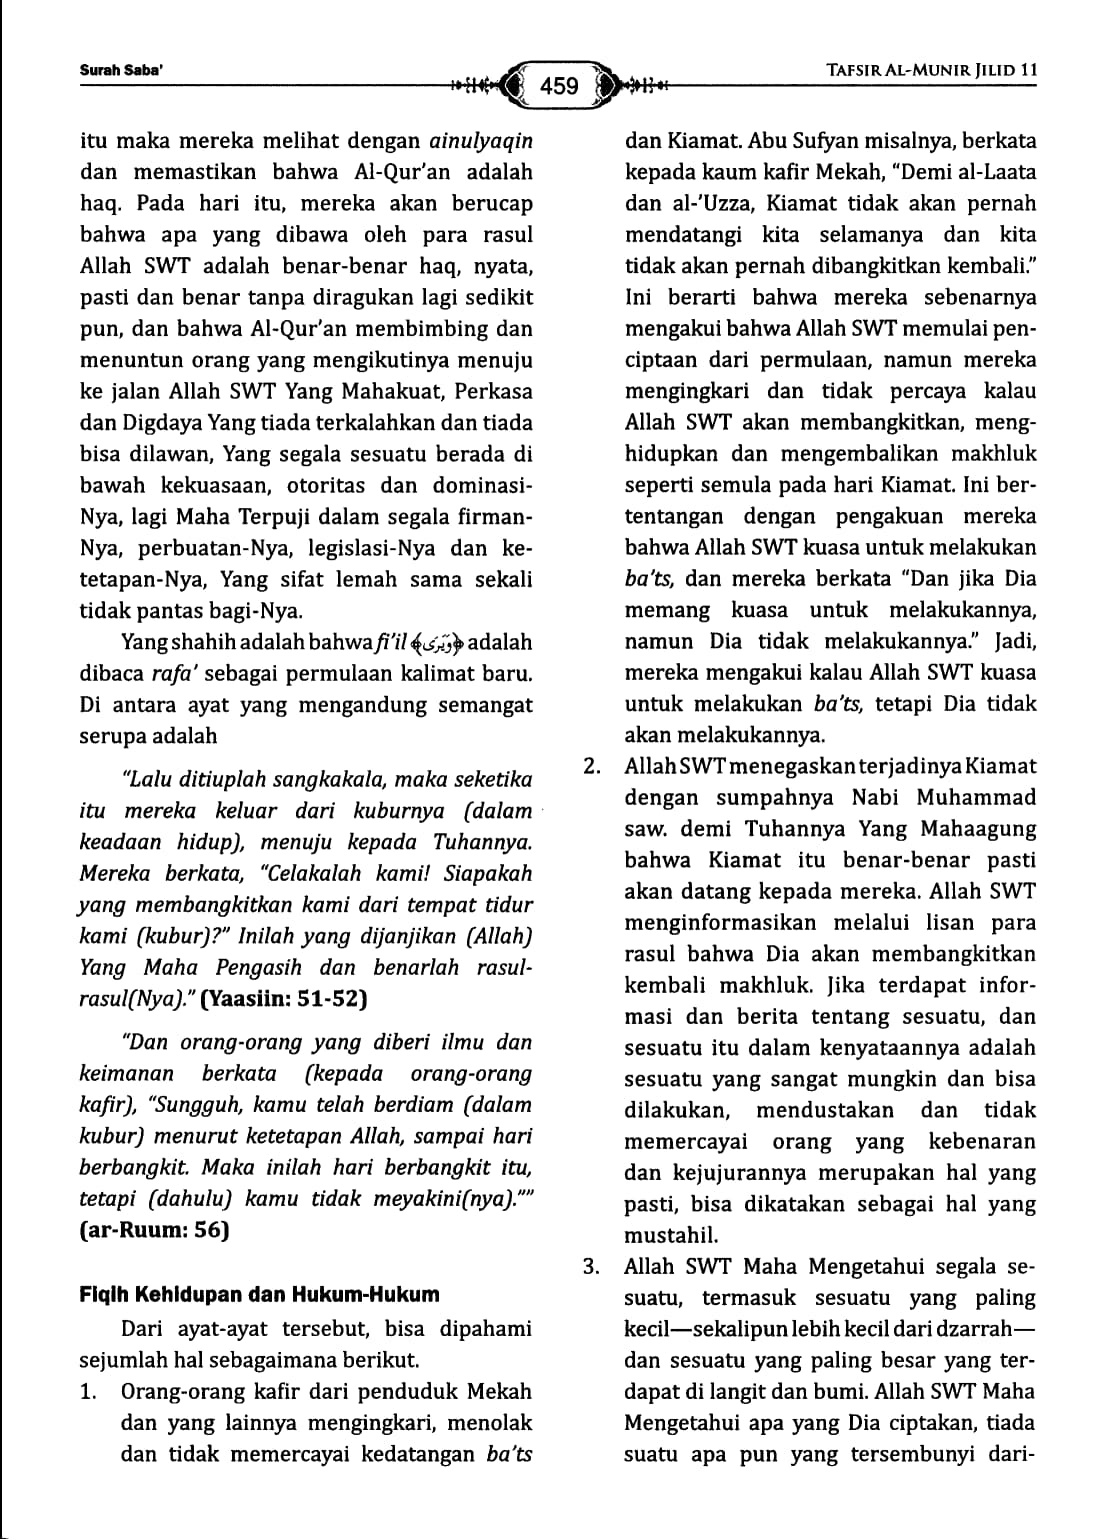 Surah Saba'
459
TAFSIR AL-MUNIR JILID 11
itu maka mereka melihat dengan ainulyaqin
dan memastikan bahwa Al-Qur'an adalah
haq. Pada hari itu, mereka akan berucap
bahwa apa yang dibawa oleh para rasul
Allah SWT adalah benar-benar haq, nyata,
pasti dan benar tanpa diragukan lagi sedikit
pun, dan bahwa Al-Qur'an membimbing dan
menuntun orang yang mengikutinya menuju
ke jalan Allah SWT Yang Mahakuat, Perkasa
dan Digdaya Yang tiada terkalahkan dan tiada
bisa dilawan, Yang segala sesuatu berada di
bawah kekuasaan, otoritas dan dominasi-
Nya, lagi Maha Terpuji dalam segala firman-
Nya, perbuatan-Nya, legislasi-Nya dan ke-
tetapan-Nya, Yang sifat lemah sama sekali
tidak pantas bagi-Nya.
Yang shahih adalah bahwa fi'il ﴿وَيَرَى﴾ adalah
dibaca rafa' sebagai permulaan kalimat baru.
Di antara ayat yang mengandung semangat
serupa adalah
"Lalu ditiuplah sangkakala, maka seketika
itu mereka keluar dari kuburnya (dalam
keadaan hidup), menuju kepada Tuhannya.
Mereka berkata, "Celakalah kami! Siapakah
yang membangkitkan kami dari tempat tidur
kami (kubur)?" Inilah yang dijanjikan (Allah)
Yang Maha Pengasih dan benarlah rasul-
rasul(Nya)." (Yaasiin: 51-52)
"Dan orang-orang yang diberi ilmu dan
keimanan berkata (kepada orang-orang
kafir), "Sungguh, kamu telah berdiam (dalam
kubur) menurut ketetapan Allah, sampai hari
berbangkit. Maka inilah hari berbangkit itu,
tetapi (dahulu) kamu tidak meyakini(nya).""
(ar-Ruum: 56)
Fiqih Kehidupan dan Hukum-Hukum
Dari ayat-ayat tersebut, bisa dipahami
sejumlah hal sebagaimana berikut.
1. Orang-orang kafir dari penduduk Mekah
dan yang lainnya mengingkari, menolak
dan tidak memercayai kedatangan ba'ts
dan Kiamat. Abu Sufyan misalnya, berkata
kepada kaum kafir Mekah, "Demi al-Laata
dan al-'Uzza, Kiamat tidak akan pernah
mendatangi kita selamanya dan kita
tidak akan pernah dibangkitkan kembali."
Ini berarti bahwa mereka sebenarnya
mengakui bahwa Allah SWT memulai pen-
ciptaan dari permulaan, namun mereka
mengingkari dan tidak percaya kalau
Allah SWT akan membangkitkan, meng-
hidupkan dan mengembalikan makhluk
seperti semula pada hari Kiamat. Ini ber-
tentangan dengan pengakuan mereka
bahwa Allah SWT kuasa untuk melakukan
ba'ts, dan mereka berkata "Dan jika Dia
memang kuasa untuk melakukannya,
namun Dia tidak melakukannya." Jadi,
mereka mengakui kalau Allah SWT kuasa
untuk melakukan ba'ts, tetapi Dia tidak
akan melakukannya.
2. Allah SWT menegaskan terjadinya Kiamat
dengan sumpahnya Nabi Muhammad
saw. demi Tuhannya Yang Mahaagung
bahwa Kiamat itu benar-benar pasti
akan datang kepada mereka. Allah SWT
menginformasikan melalui lisan para
rasul bahwa Dia akan membangkitkan
kembali makhluk. Jika terdapat infor-
masi dan berita tentang sesuatu, dan
sesuatu itu dalam kenyataannya adalah
sesuatu yang sangat mungkin dan bisa
dilakukan, mendustakan dan tidak
memercayai orang yang kebenaran
dan kejujurannya merupakan hal yang
pasti, bisa dikatakan sebagai hal yang
mustahil.
3. Allah SWT Maha Mengetahui segala se-
suatu, termasuk sesuatu yang paling
kecil—sekalipun lebih kecil dari dzarrah—
dan sesuatu yang paling besar yang ter-
dapat di langit dan bumi. Allah SWT Maha
Mengetahui apa yang Dia ciptakan, tiada
suatu apa pun yang tersembunyi dari-